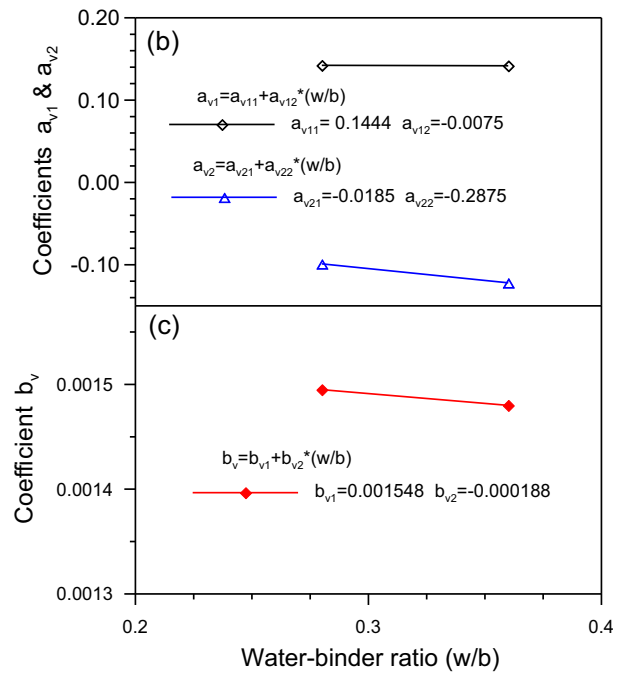 (b)
Coefficients a_v1 & a_v2
0.20
0.10
0.00
-0.10
a_v1=a_v11+a_v12*(w/b)
a_v11= 0.1444 a_v12=-0.0075
a_v2=a_v21+a_v22*(w/b)
a_v21=-0.0185 a_v22=-0.2875
(c)
Coefficient b_v
0.0015
0.0014
0.0013
b_v=b_v1+b_v2*(w/b)
b_v1=0.001548 b_v2=-0.000188
0.2 0.3 0.4
Water-binder ratio (w/b)